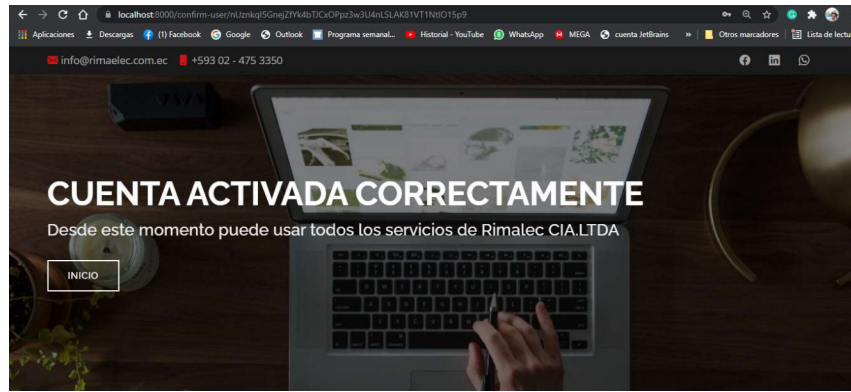 localhost:8000/confirm-user/nUznkqI5GnejZfYk4bTJCxOPpz3w3U4nLSLAK81VT1NtIO15p9
Aplicaciones Descargas (1) Facebook Google Outlook Programa semanal... Historial - YouTube WhatsApp MEGA cuenta JetBrains » Otros marcadores Lista de lectu
info@rimaelec.com.ec +593 02 - 475 3350
CUENTA ACTIVADA CORRECTAMENTE
Desde este momento puede usar todos los servicios de Rimalec CIA.LTDA
INICIO